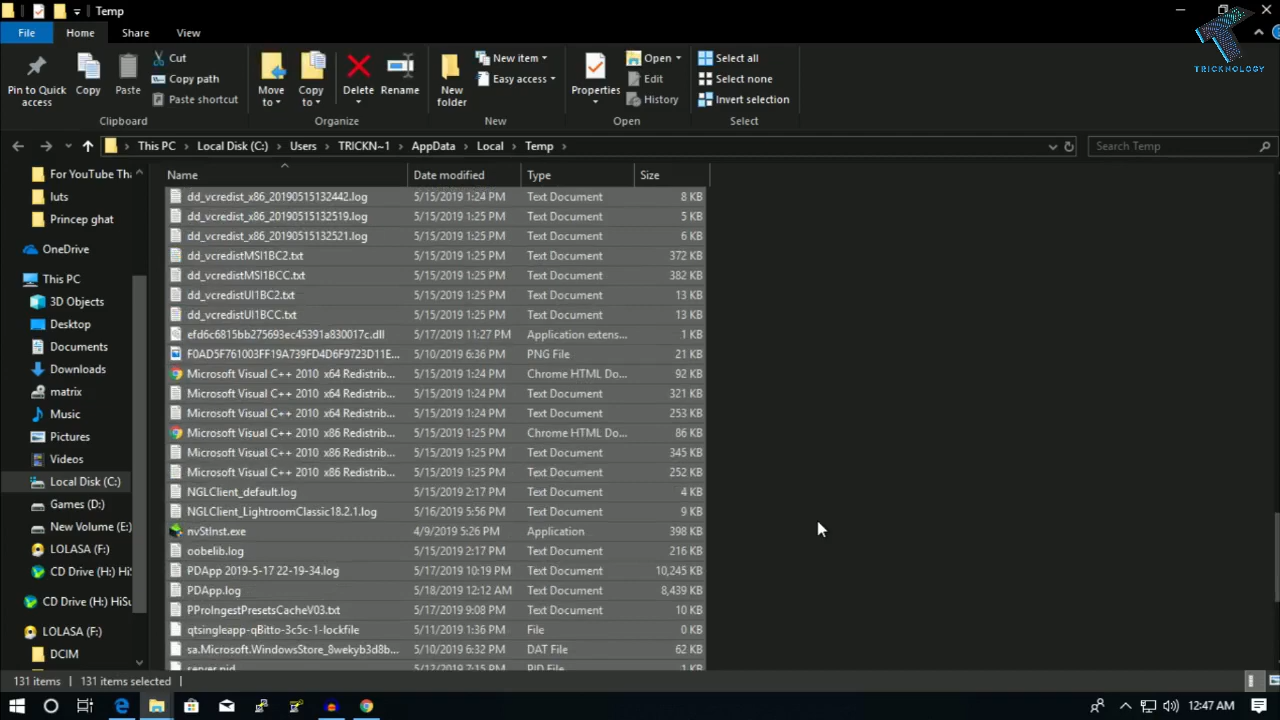 Temp
File Home Share View
Pin to Quick access
Copy
Paste
Cut
Copy path
Paste shortcut
Clipboard
Move to
Copy to
Delete
Rename
Organize
New folder
New item
Easy access
New
Properties
Open
Edit
History
Open
Select all
Select none
Invert selection
Select
TRICKNOLOGY
This PC Local Disk (C:) Users TRICKN~1 AppData Local Temp
Search Temp
For YouTube Tha
luts
Princep ghat
OneDrive
This PC
3D Objects
Desktop
Documents
Downloads
matrix
Music
Pictures
Videos
Local Disk (C:)
Games (D:)
New Volume (E:)
LOLASA (F:)
CD Drive (H:) HiS
CD Drive (H:) HiSu
LOLASA (F:)
DCIM
Name Date modified Type Size
dd_vcredist_x86_20190515132442.log 5/15/2019 1:24 PM Text Document 8 KB
dd_vcredist_x86_20190515132519.log 5/15/2019 1:25 PM Text Document 5 KB
dd_vcredist_x86_20190515132521.log 5/15/2019 1:25 PM Text Document 6 KB
dd_vcredistMSI1BC2.txt 5/15/2019 1:25 PM Text Document 372 KB
dd_vcredistMSI1BCC.txt 5/15/2019 1:25 PM Text Document 382 KB
dd_vcredistUI1BC2.txt 5/15/2019 1:25 PM Text Document 13 KB
dd_vcredistUI1BCC.txt 5/15/2019 1:25 PM Text Document 13 KB
efd6c6815bb275693ec45391a830017c.dll 5/17/2019 11:27 PM Application extens... 1 KB
F0AD5F761003FF19A739FD4D6F9723D11E... 5/10/2019 6:36 PM PNG File 21 KB
Microsoft Visual C++ 2010 x64 Redistrib... 5/15/2019 1:24 PM Chrome HTML Do... 92 KB
Microsoft Visual C++ 2010 x64 Redistrib... 5/15/2019 1:24 PM Text Document 321 KB
Microsoft Visual C++ 2010 x64 Redistrib... 5/15/2019 1:24 PM Text Document 253 KB
Microsoft Visual C++ 2010 x86 Redistrib... 5/15/2019 1:25 PM Chrome HTML Do... 86 KB
Microsoft Visual C++ 2010 x86 Redistrib... 5/15/2019 1:25 PM Text Document 345 KB
Microsoft Visual C++ 2010 x86 Redistrib... 5/15/2019 1:25 PM Text Document 252 KB
NGLClient_default.log 5/15/2019 2:17 PM Text Document 4 KB
NGLClient_LightroomClassic18.2.1.log 5/16/2019 5:56 PM Text Document 9 KB
nvStInst.exe 4/9/2019 5:26 PM Application 398 KB
oobelib.log 5/15/2019 2:17 PM Text Document 216 KB
PDApp 2019-5-17 22-19-34.log 5/17/2019 10:19 PM Text Document 10,245 KB
PDApp.log 5/18/2019 12:12 AM Text Document 8,439 KB
PProIngestPresetsCacheV03.txt 5/17/2019 9:08 PM Text Document 10 KB
qtsingleapp-qBitto-3c5c-1-lockfile 5/11/2019 1:36 PM File 0 KB
sa.Microsoft.WindowsStore_8wekyb3d8b... 5/10/2019 6:32 PM DAT File 62 KB
server.pid 5/12/2019 7:15 PM PID File 1 KB
131 items 131 items selected
12:47 AM